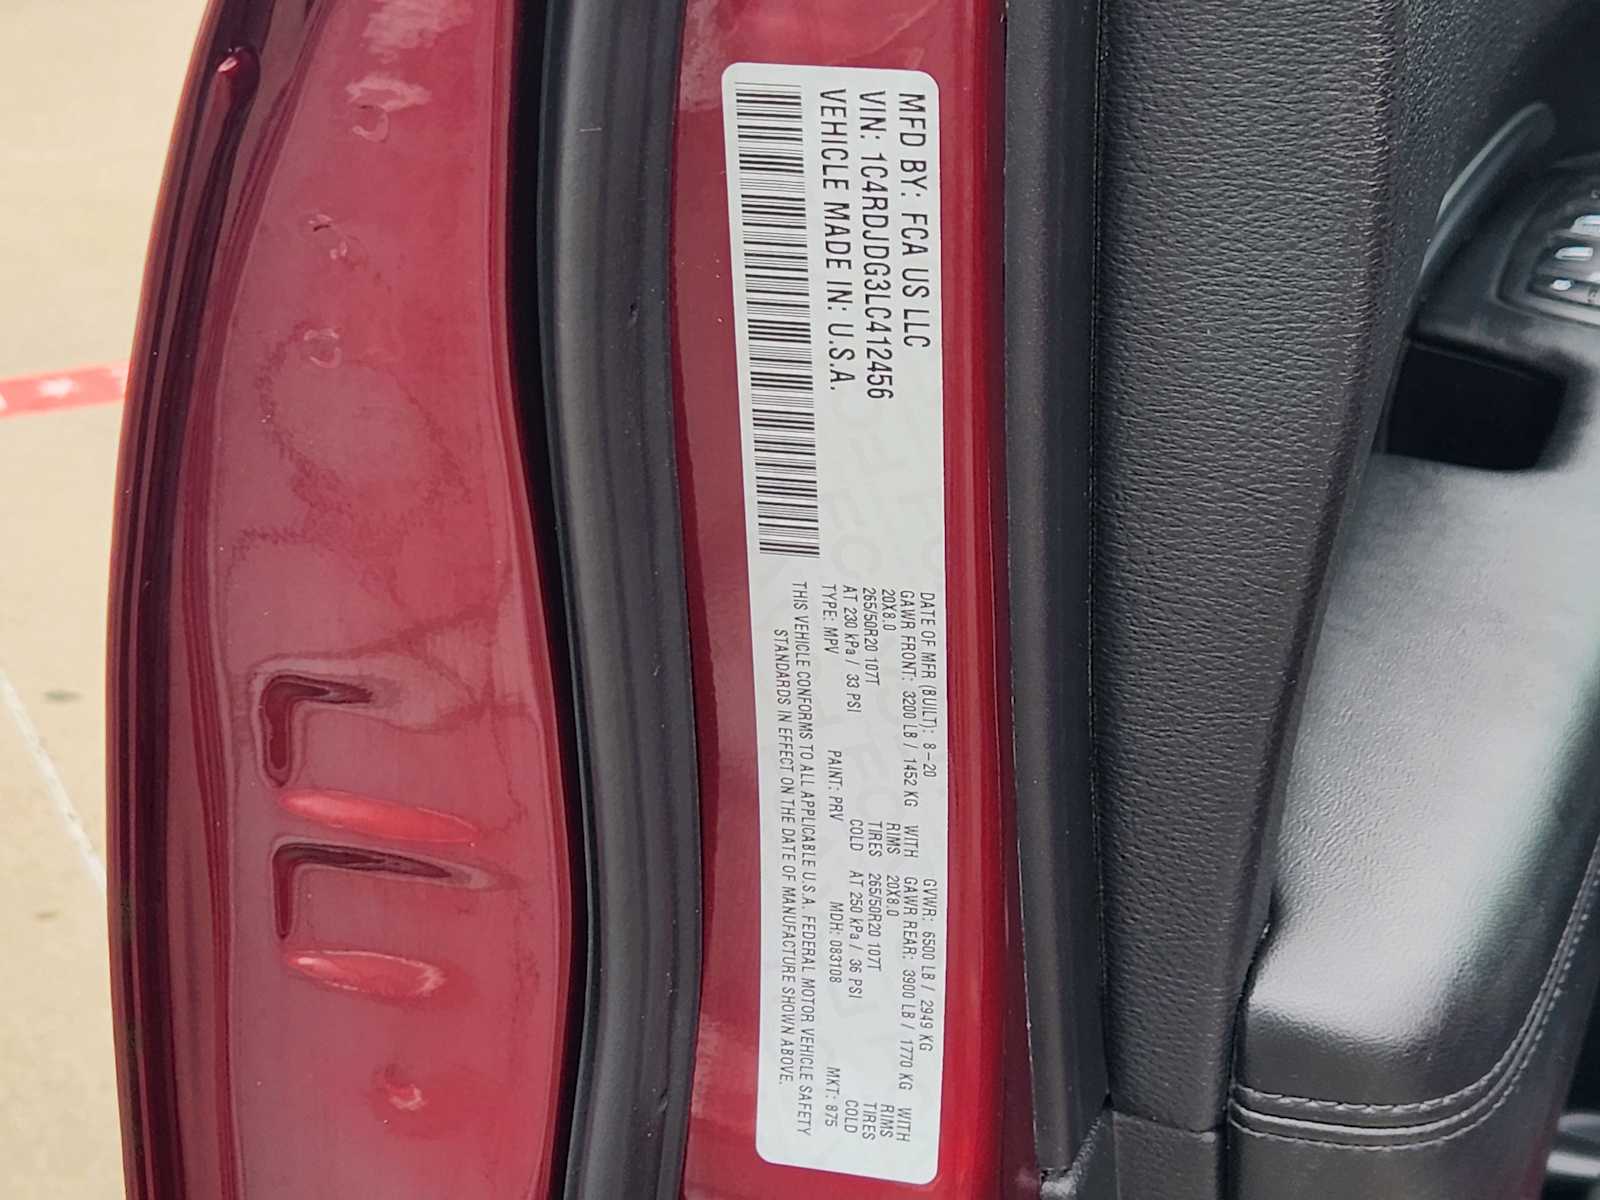 MFD BY: FCA US LLC
VIN: 1C4RDJDG3LC412456
VEHICLE MADE IN: U.S.A.
DATE OF MFR (BUILT): 8-20 GVWR: 6500 LB / 2949 KG
GAWR FRONT: 3200 LB / 1452 KG WITH GAWR REAR: 3900 LB / 1770 KG WITH
20X8.0 RIMS 20X8.0 RIMS
265/50R20 107T TIRES 265/50R20 107T TIRES
AT 230 kPa / 33 PSI COLD AT 250 kPa / 36 PSI COLD
TYPE: MPV PAINT: PRV MDH: 083108 MKT: 875
THIS VEHICLE CONFORMS TO ALL APPLICABLE U.S.A. FEDERAL MOTOR VEHICLE SAFETY
STANDARDS IN EFFECT ON THE DATE OF MANUFACTURE SHOWN ABOVE.